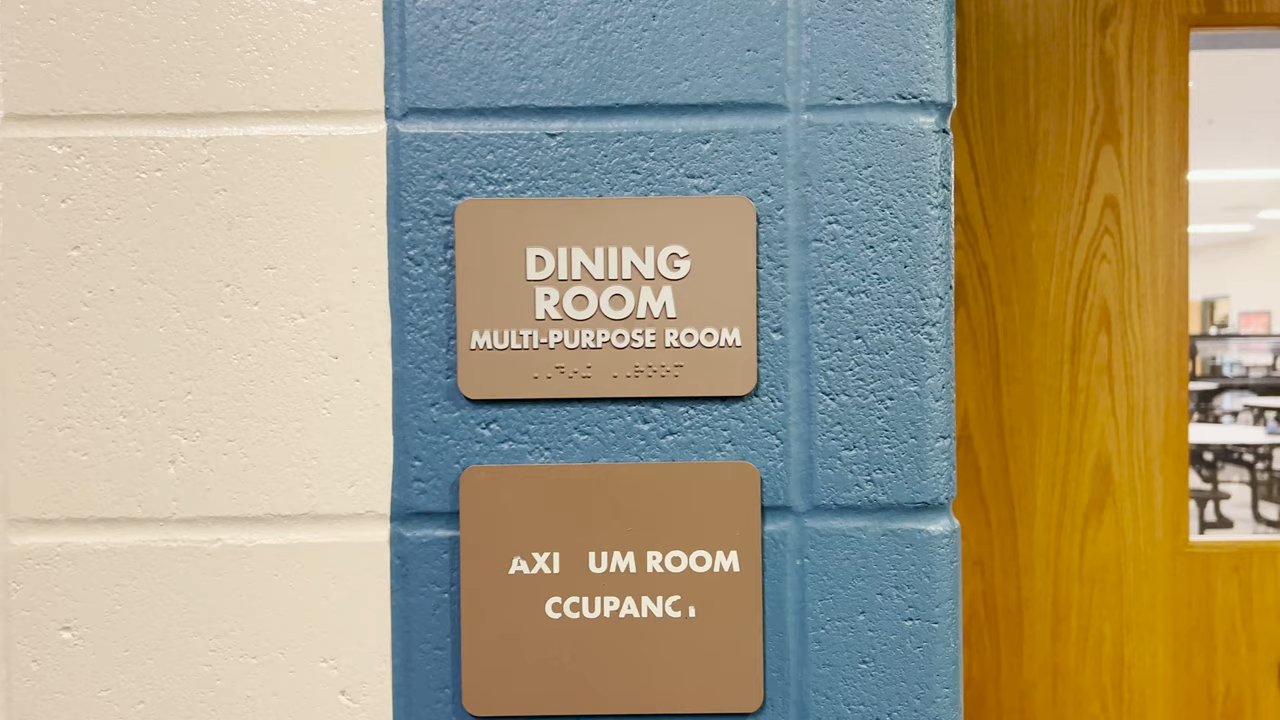 DINING
ROOM
MULTI-PURPOSE ROOM
AXI UM ROOM
CCUPANC